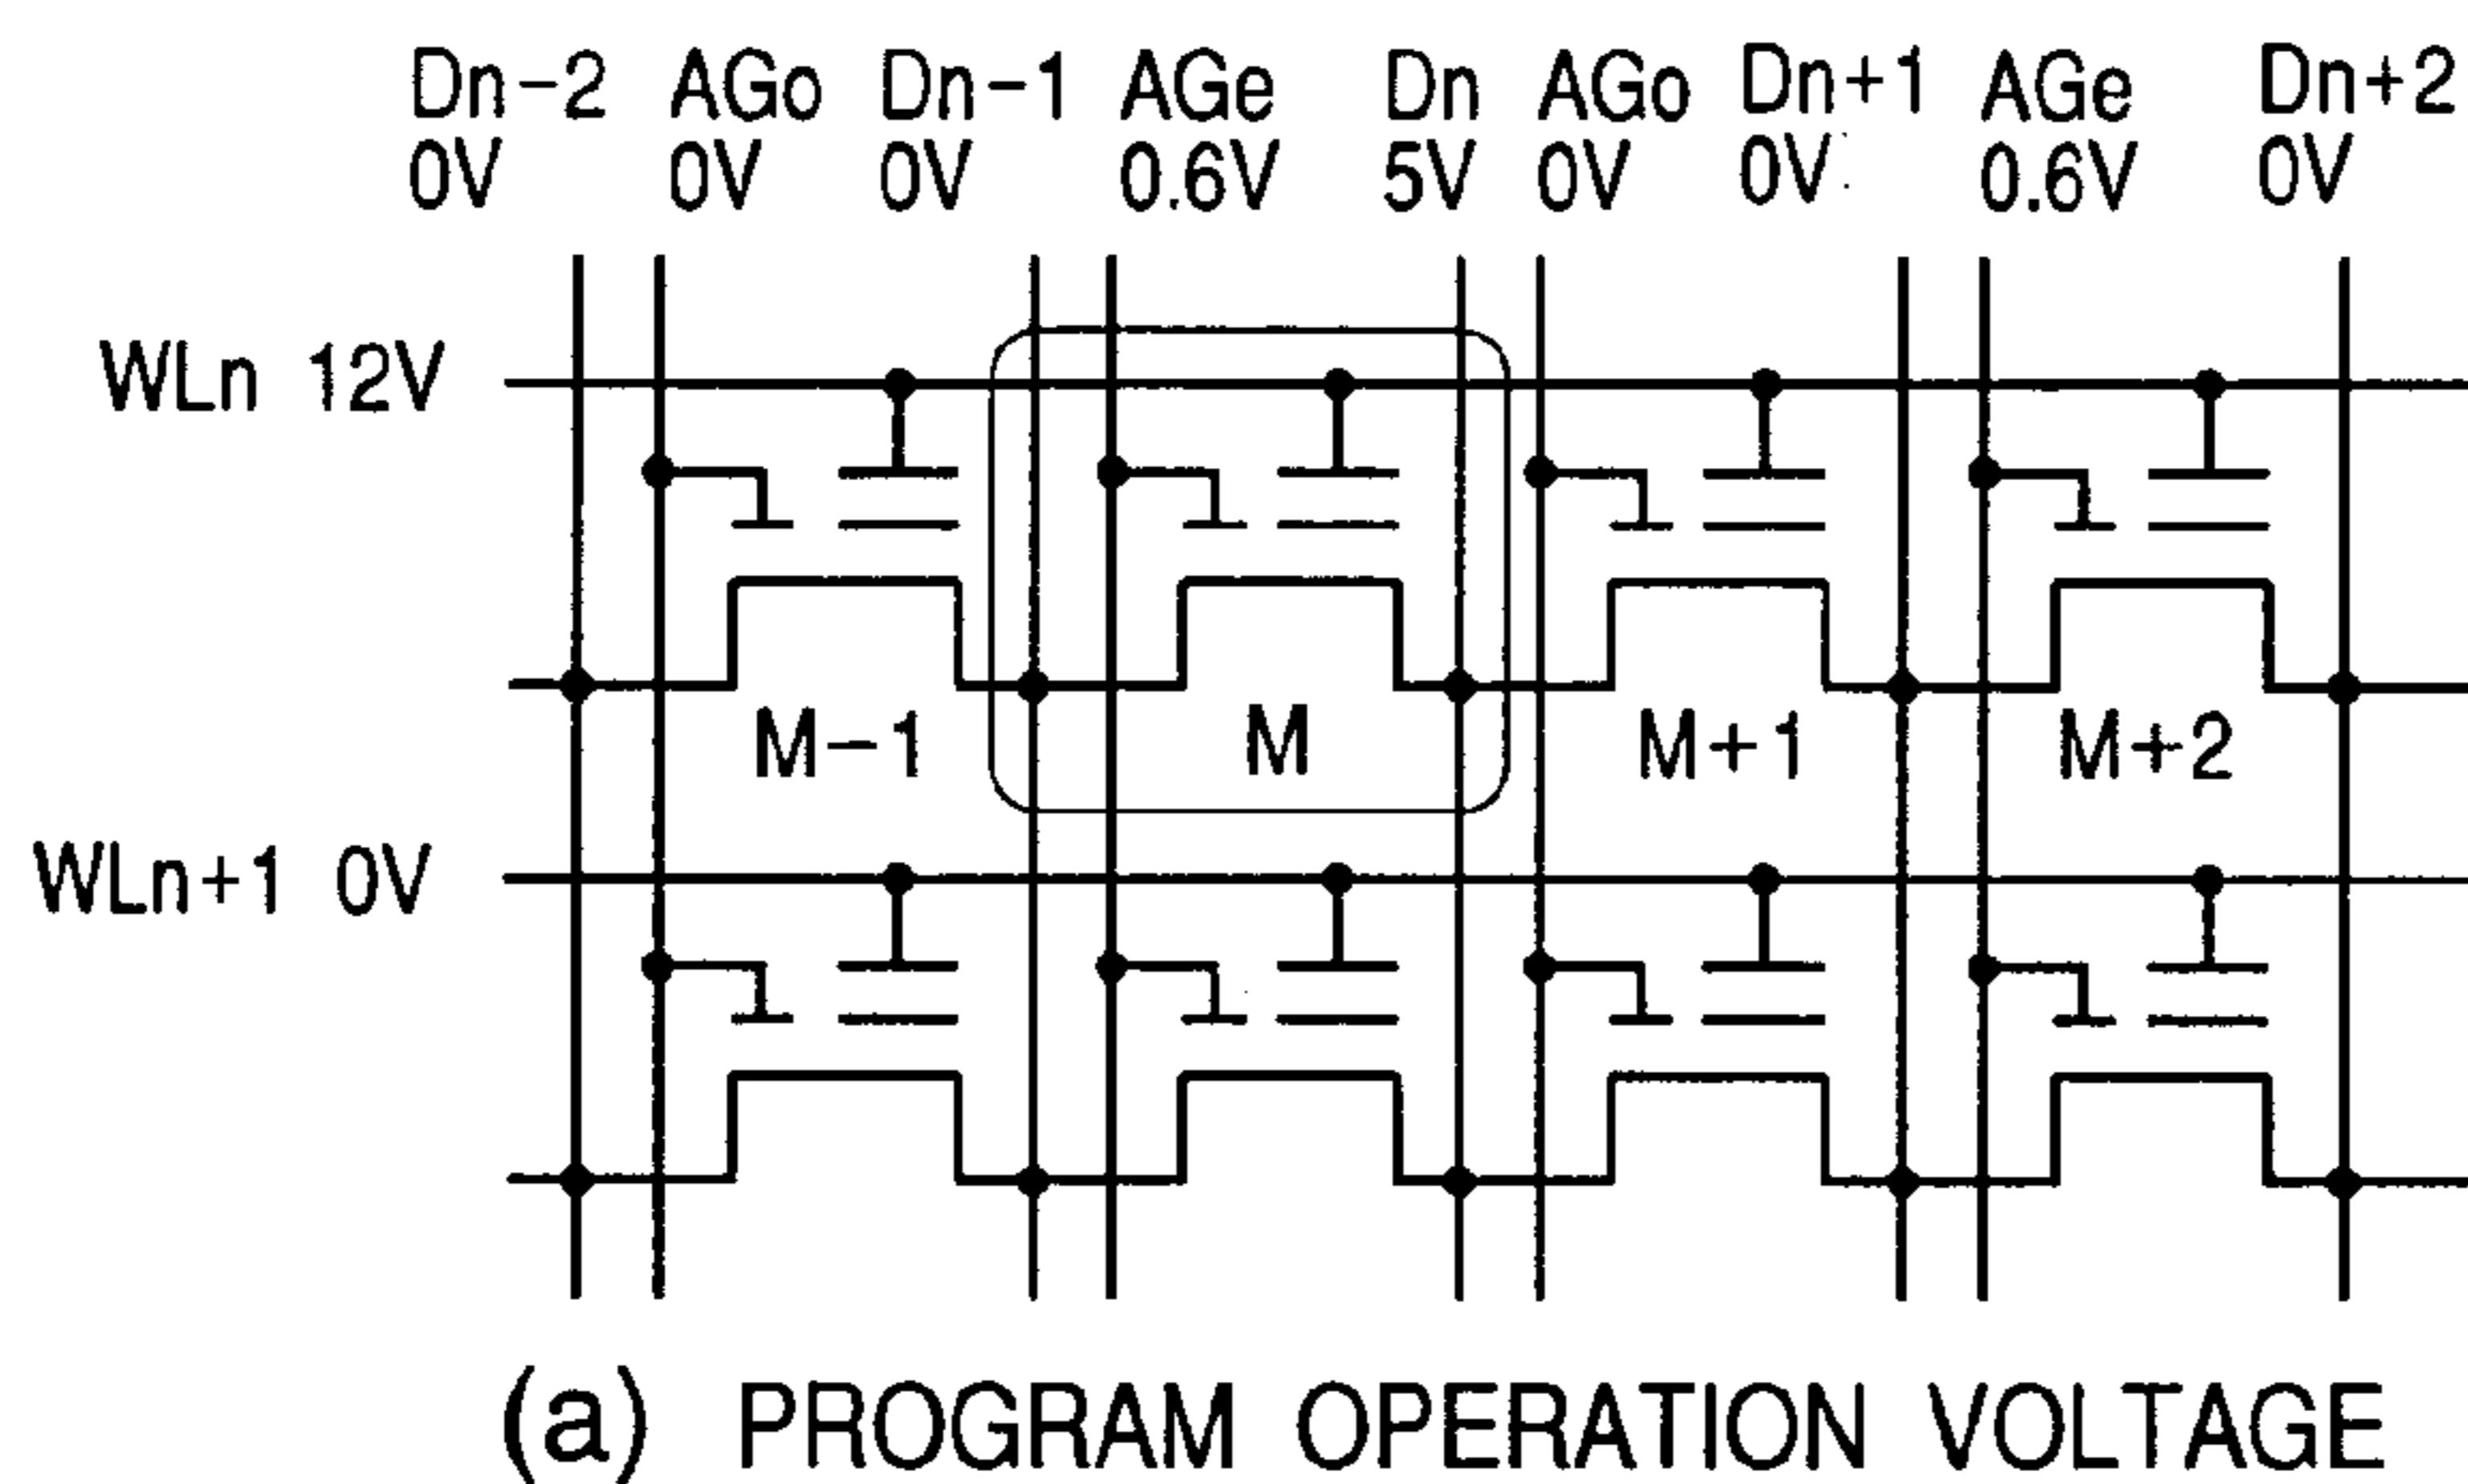 Dn-2 AGo Dn-1 AGe Dn AGo Dn+1 AGe Dn+2
0V 0V 0V 0.6V 5V 0V 0V 0.6V 0V
WLn 12V
M-1 M M+1 M+2
WLn+1 0V
(a) PROGRAM OPERATION VOLTAGE